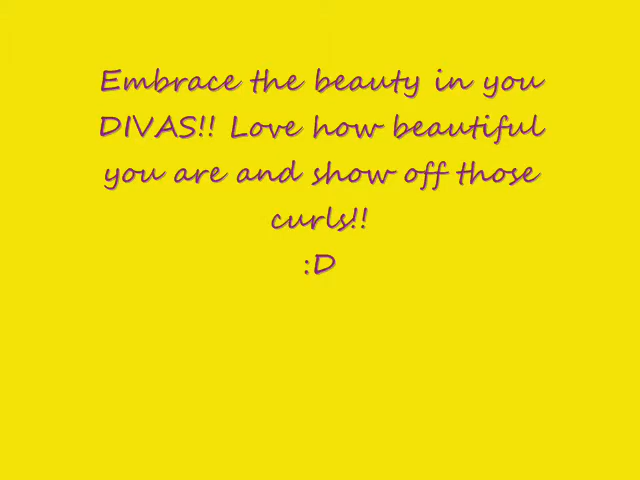 Embrace the beauty in you
DIVAS!! Love how beautiful
you are and show off those
curls!!
:D